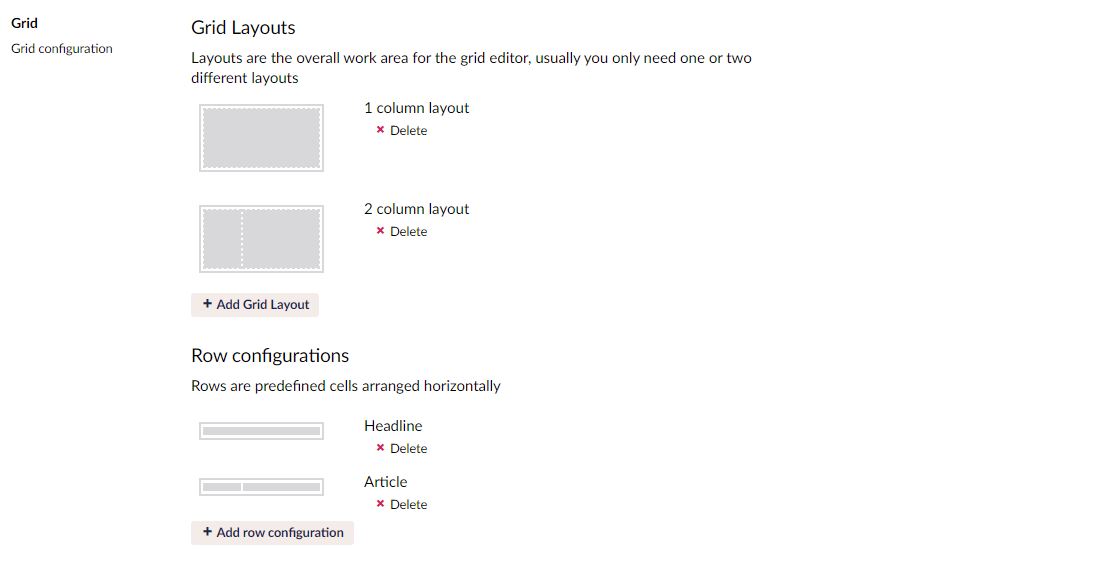 Grid
Grid configuration
Grid Layouts
Layouts are the overall work area for the grid editor, usually you only need one or two
different layouts
1 column layout
× Delete
2 column layout
× Delete
+ Add Grid Layout
Row configurations
Rows are predefined cells arranged horizontally
Headline
× Delete
Article
× Delete
+ Add row configuration